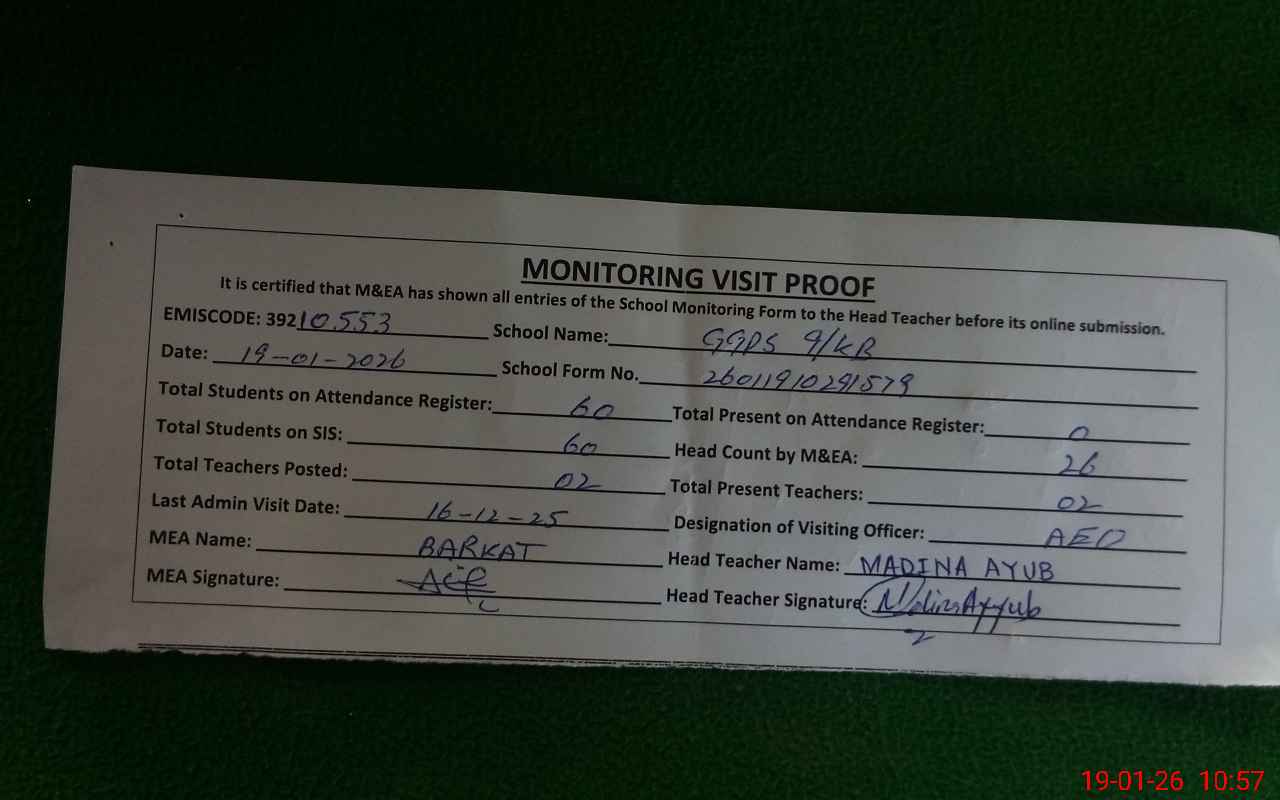 MONITORING VISIT PROOF
It is certified that M&EA has shown all entries of the School Monitoring Form to the Head Teacher before its online submission.
EMISCODE: 39210553 School Name: GGPS 9/KB
Date: 19-01-2026 School Form No. 26011910291579
Total Students on Attendance Register: 60 Total Present on Attendance Register: 0
Total Students on SIS: 60 Head Count by M&EA: 26
Total Teachers Posted: 02 Total Present Teachers: 02
Last Admin Visit Date: 16-12-25 Designation of Visiting Officer: AEO
MEA Name: BARKAT Head Teacher Name: MADINA AYUB
MEA Signature: Head Teacher Signature: Madina Ayyub
19-01-26 10:57